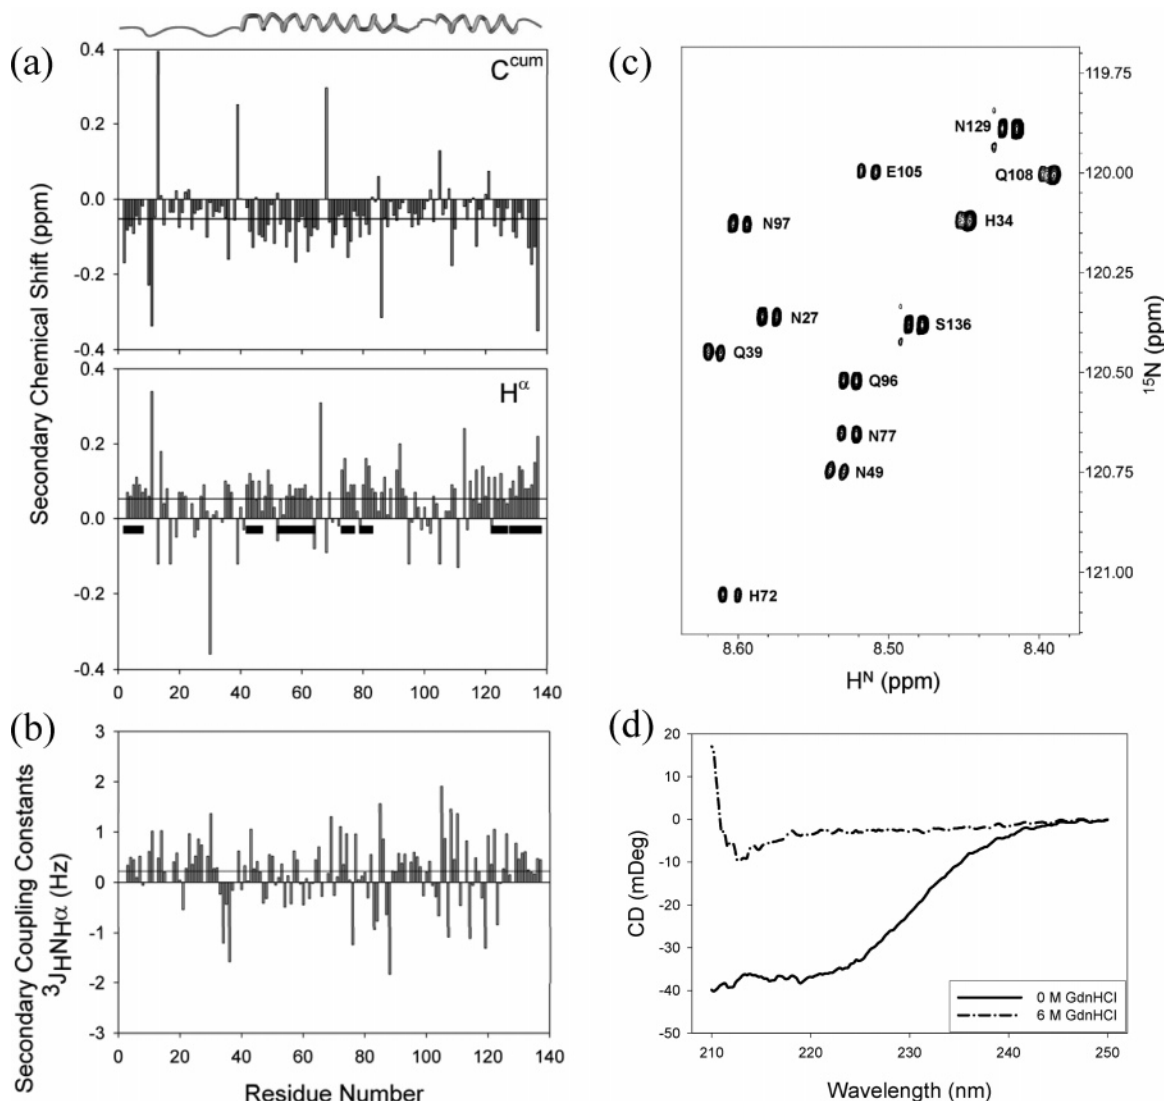 (a)
C^cum
0.4
0.2
0.0
-0.2
-0.4
Secondary Chemical Shift (ppm)
H^α
0.4
0.2
0.0
-0.2
-0.4
0 20 40 60 80 100 120 140
(b)
3
2
1
0
-1
-2
-3
Secondary Coupling Constants
³J_HNHα (Hz)
0 20 40 60 80 100 120 140
Residue Number
(c)
119.75
120.00
120.25
120.50
120.75
121.00
¹⁵N (ppm)
N129
E105
Q108
N97
H34
N27
S136
Q39
Q96
N77
N49
H72
8.60 8.50 8.40
H^N (ppm)
(d)
20
10
0
-10
-20
-30
-40
-50
CD (mDeg)
0 M GdnHCl
6 M GdnHCl
210 220 230 240 250
Wavelength (nm)